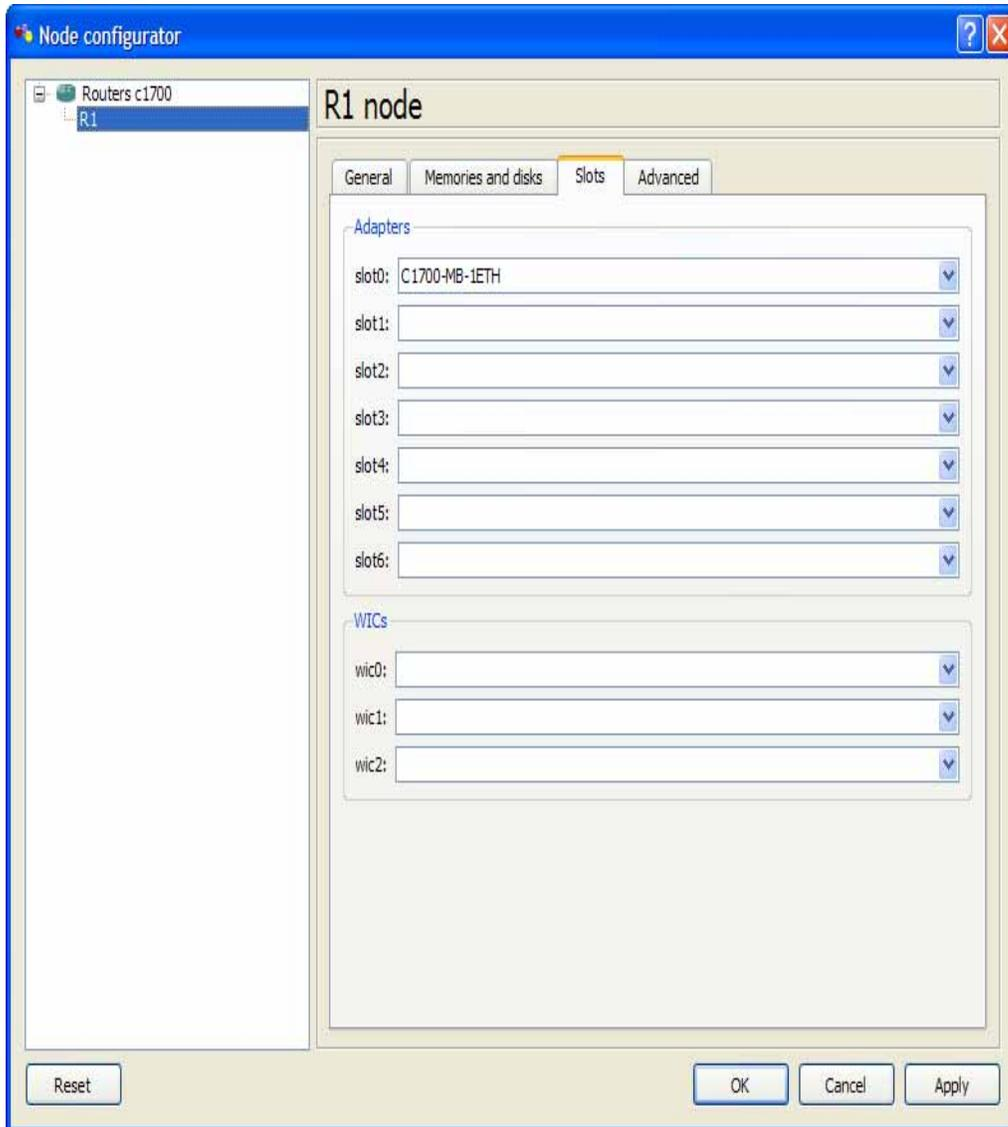 Node configurator
Routers c1700
R1
R1 node
General Memories and disks Slots Advanced
Adapters
slot0: C1700-MB-1ETH
slot1:
slot2:
slot3:
slot4:
slot5:
slot6:
WICs
wic0:
wic1:
wic2:
Reset OK Cancel Apply